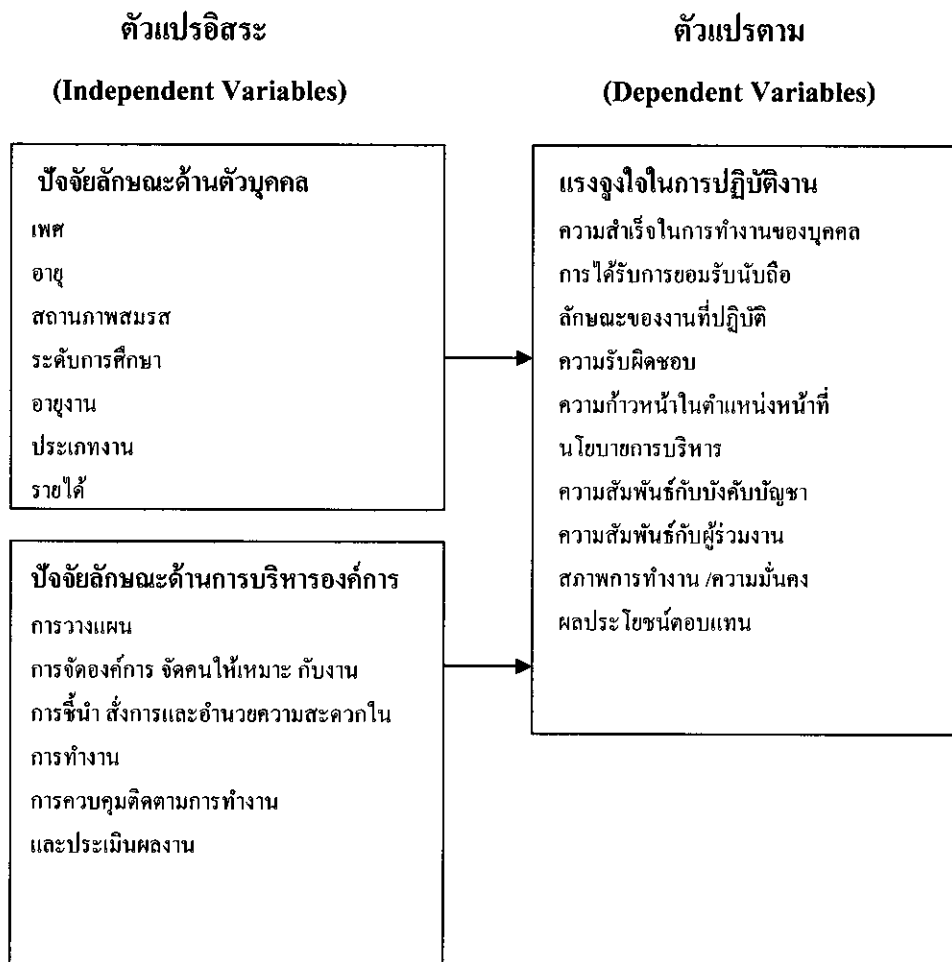 ตัวแปรอิสระ
(Independent Variables)
ตัวแปรตาม
(Dependent Variables)
ปัจจัยลักษณะด้านตัวบุคคล
เพศ
อายุ
สถานภาพสมรส
ระดับการศึกษา
อายุงาน
ประเภทงาน
รายได้
ปัจจัยลักษณะด้านการบริหารองค์การ
การวางแผน
การจัดองค์การ จัดคนให้เหมาะ กับงาน
การชี้นำ สั่งการและอำนวยความสะดวกใน
การทำงาน
การควบคุมติดตามการทำงาน
และประเมินผลงาน
แรงจูงใจในการปฏิบัติงาน
ความสำเร็จในการทำงานของบุคคล
การได้รับการยอมรับนับถือ
ลักษณะของงานที่ปฏิบัติ
ความรับผิดชอบ
ความก้าวหน้าในตำแหน่งหน้าที่
นโยบายการบริหาร
ความสัมพันธ์กับบังคับบัญชา
ความสัมพันธ์กับผู้ร่วมงาน
สภาพการทำงาน /ความมั่นคง
ผลประโยชน์ตอบแทน